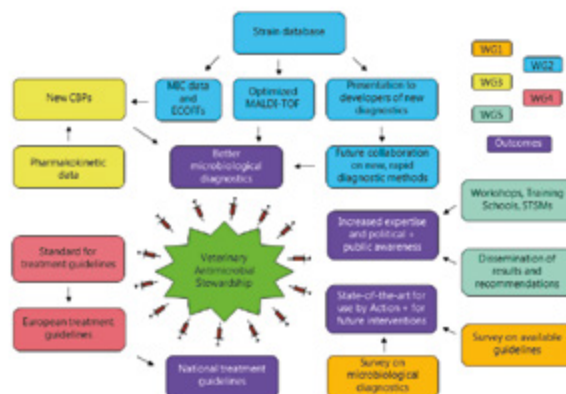 Strain database
WG1
WG2
WG3
WG4
WG5
Outcomes
New CBPs
MIC data
and
ECOFFs
Optimized
MALDI-TOF
Presentation to
developers of new
diagnostics
Pharmakokinetic
data
Better
microbiological
diagnostics
Future collaboration
on new, rapid
diagnostic methods
Workshops, Training
Schools, STSMs
Increased expertise
and political +
public awareness
Standard for
treatment guidelines
Veterinary
Antimicrobial
Stewardship
Dissemination of
results and
recommendations
State-of-the-art for
use by Action + for
future interventions
European treatment
guidelines
Survey on available
guidelines
National treatment
guidelines
Survey on
microbiological
diagnostics